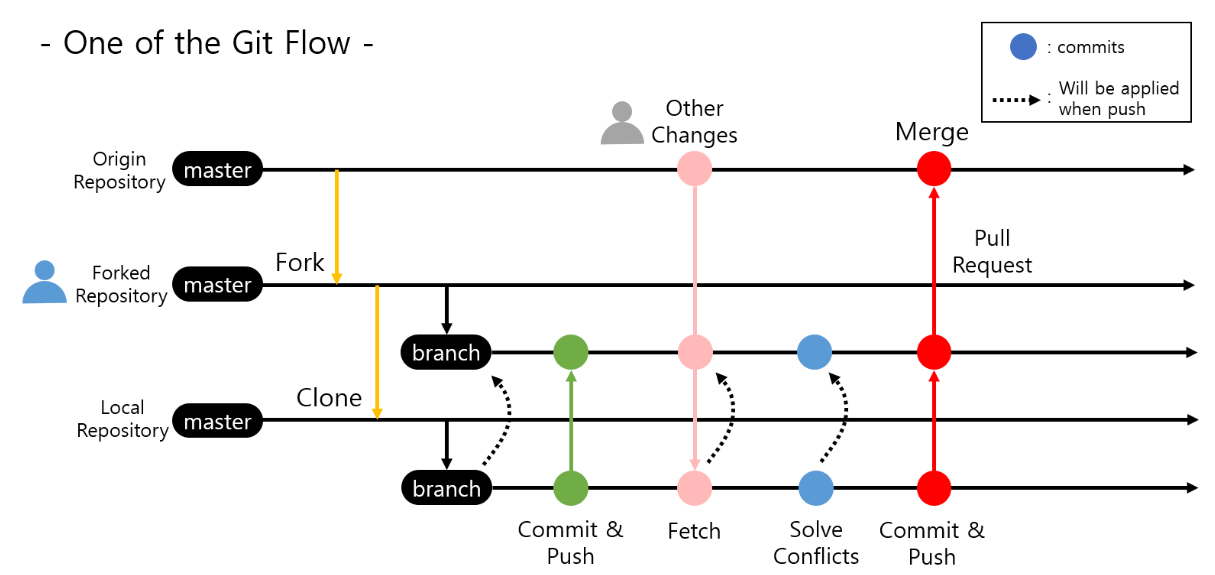 - One of the Git Flow -
: commits
: Will be applied
when push
Other
Changes
Merge
Origin
Repository
master
Pull
Request
Fork
Forked
Repository
master
branch
Clone
Local
Repository
master
branch
Commit &
Push
Fetch
Solve
Conflicts
Commit &
Push